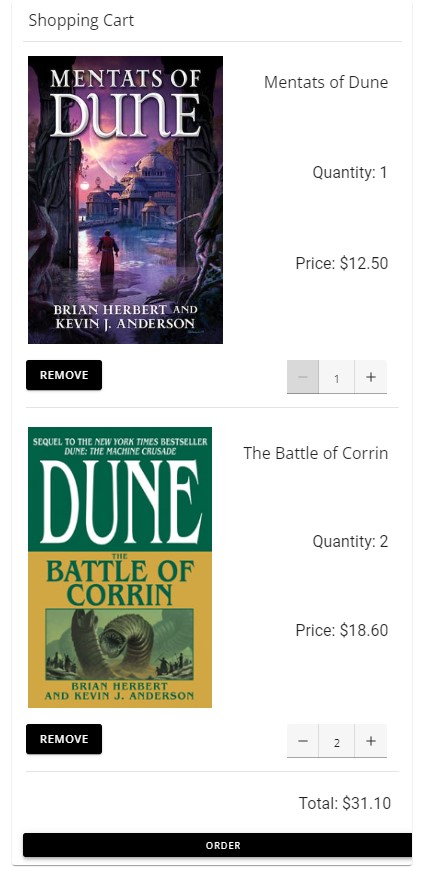 Shopping Cart
MENTATS OF
DUNE
BRIAN HERBERT AND
KEVIN J. ANDERSON
Mentats of Dune
Quantity: 1
Price: $12.50
REMOVE
− 1 +
SEQUEL TO THE NEW YORK TIMES BESTSELLER
DUNE: THE MACHINE CRUSADE
DUNE
THE
BATTLE OF
CORRIN
BRIAN HERBERT
AND KEVIN J. ANDERSON
The Battle of Corrin
Quantity: 2
Price: $18.60
REMOVE
− 2 +
Total: $31.10
ORDER